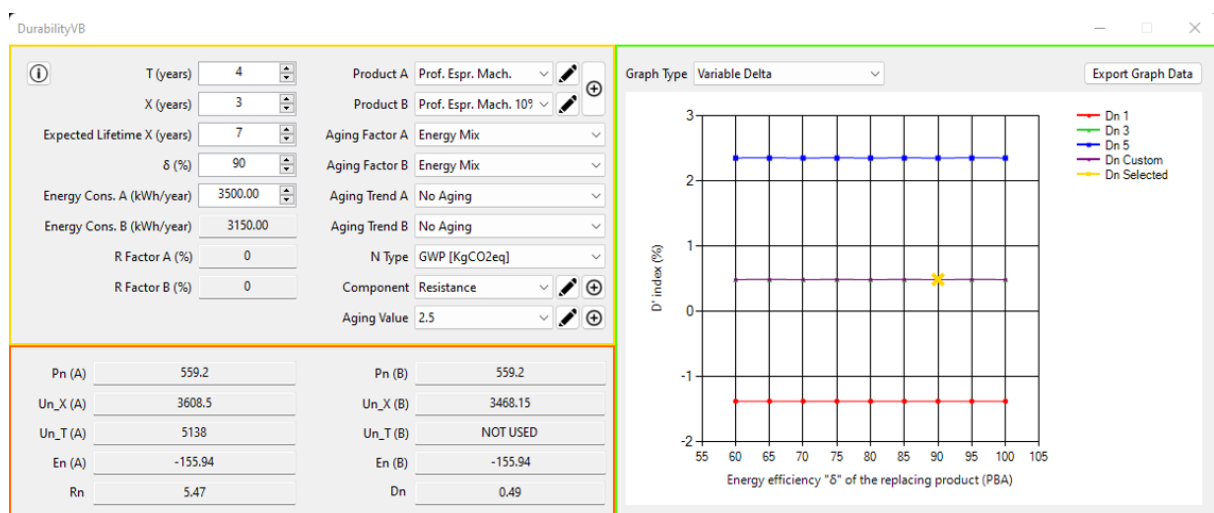 DurabilityVB
T (years) 4 Product A Prof. Espr. Mach.
X (years) 3 Product B Prof. Espr. Mach. 10%
Expected Lifetime X (years) 7 Aging Factor A Energy Mix
δ (%) 90 Aging Factor B Energy Mix
Energy Cons. A (kWh/year) 3500.00 Aging Trend A No Aging
Energy Cons. B (kWh/year) 3150.00 Aging Trend B No Aging
R Factor A (%) 0 N Type GWP [KgCO2eq]
R Factor B (%) 0 Component Resistance
Aging Value 2.5
Pn (A) 559.2 Pn (B) 559.2
Un_X (A) 3608.5 Un_X (B) 3468.15
Un_T (A) 5138 Un_T (B) NOT USED
En (A) -155.94 En (B) -155.94
Rn 5.47 Dn 0.49
Graph Type Variable Delta Export Graph Data
3
2
1
0
-1
-2
D' index (%)
55 60 65 70 75 80 85 90 95 100 105
Energy efficiency "δ" of the replacing product (PBA)
Dn 1
Dn 3
Dn 5
Dn Custom
Dn Selected